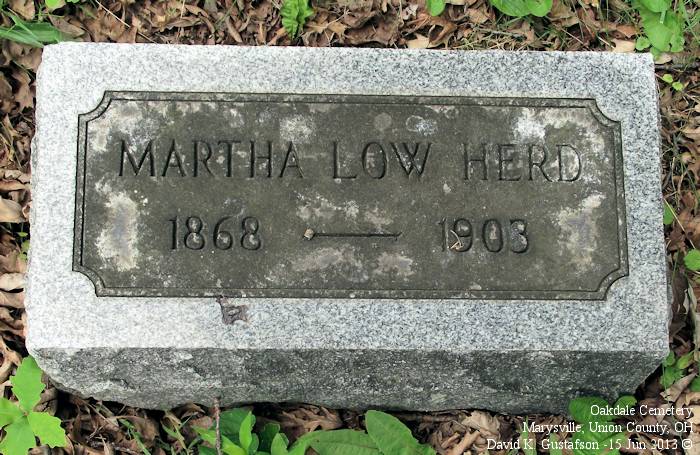 MARTHA LOW HERD
1868 — 1903
Oakdale Cemetery
Marysville, Union County, OH
David K. Gustafson - 15 Jun 2013 ©